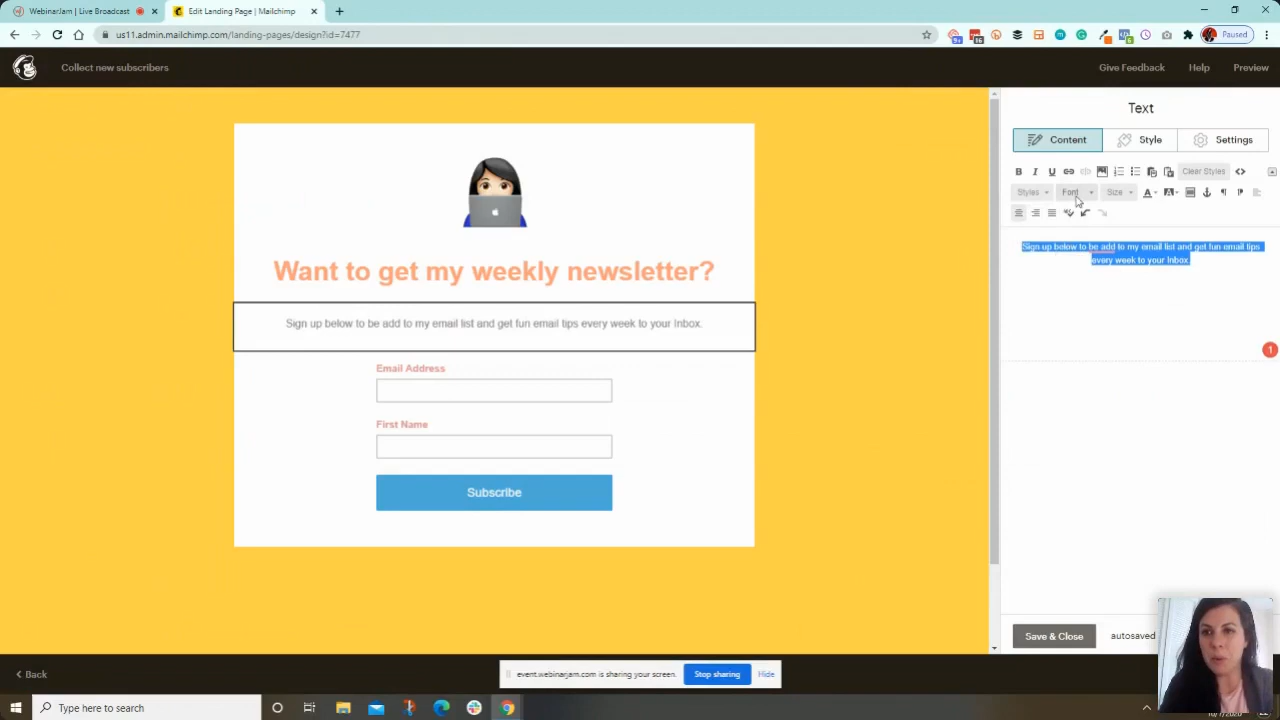 WebinarJam | Live Broadcast
Edit Landing Page | Mailchimp
us11.admin.mailchimp.com/landing-pages/design?id=7477
Paused
Collect new subscribers
Give Feedback
Help
Preview
Text
Content
Style
Settings
Clear Styles
Styles
Font
Size
Sign up below to be add to my email list and get fun email tips
every week to your Inbox.
1
Want to get my weekly newsletter?
Sign up below to be add to my email list and get fun email tips every week to your Inbox.
Email Address
First Name
Subscribe
Save & Close
autosaved
Back
event.webinarjam.com is sharing your screen.
Stop sharing
Hide
Type here to search